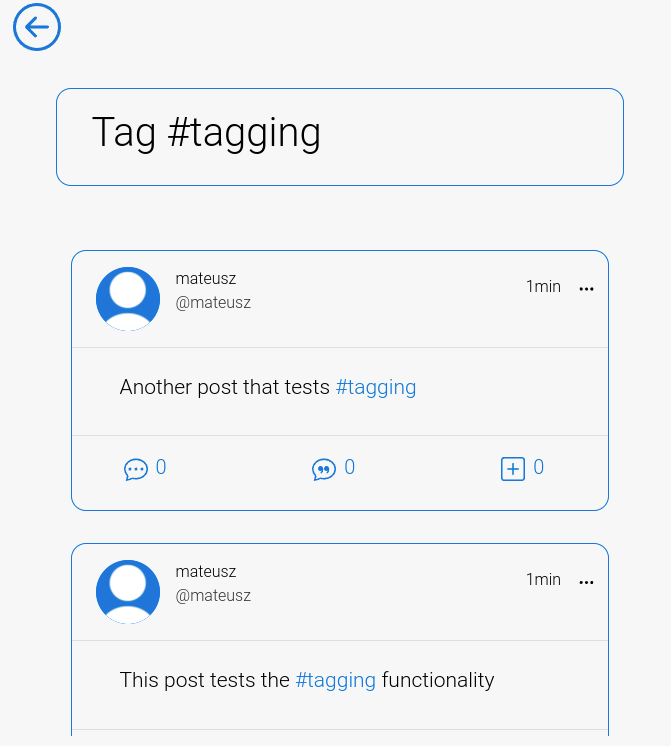 Tag #tagging
mateusz
@mateusz
1min
Another post that tests #tagging
0
0
0
mateusz
@mateusz
1min
This post tests the #tagging functionality